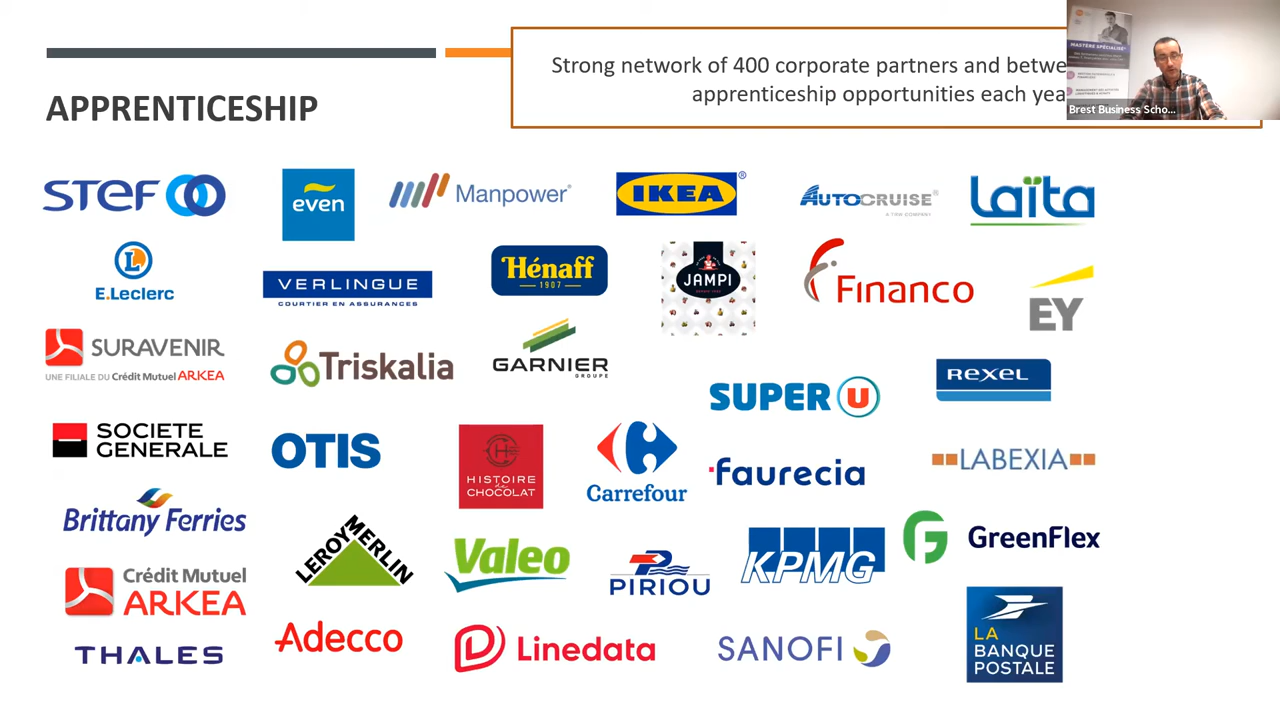 Strong network of 400 corporate partners and betwe
apprenticeship opportunities each yea
APPRENTICESHIP
MASTÈRE SPÉCIALISÉ®
Brest Business Scho...
STEF
even
Manpower®
IKEA®
AUTOCRUISE®
A TRW COMPANY
Laïta
E.Leclerc
VERLINGUE
COURTIER EN ASSURANCES
Hénaff
1907
JAMPI
Financo
EY
SURAVENIR
UNE FILIALE DU Crédit Mutuel ARKEA
Triskalia
GARNIER
GROUPE
SUPER U
REXEL
SOCIETE
GENERALE
OTIS
HISTOIRE
de
CHOCOLAT
Carrefour
faurecia
LABEXIA
Brittany Ferries
LEROY MERLIN
Valeo
PIRIOU
KPMG
GreenFlex
Crédit Mutuel
ARKEA
THALES
Adecco
Linedata
SANOFI
LA
BANQUE
POSTALE